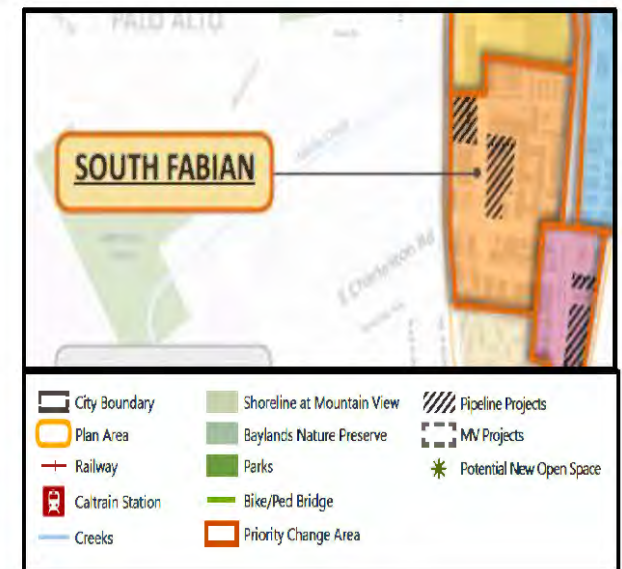 PALO ALTO
SOUTH FABIAN
E Charleston Rd
City Boundary
Plan Area
Railway
Caltrain Station
Creeks
Shoreline at Mountain View
Baylands Nature Preserve
Parks
Bike/Ped Bridge
Priority Change Area
Pipeline Projects
MV Projects
Potential New Open Space